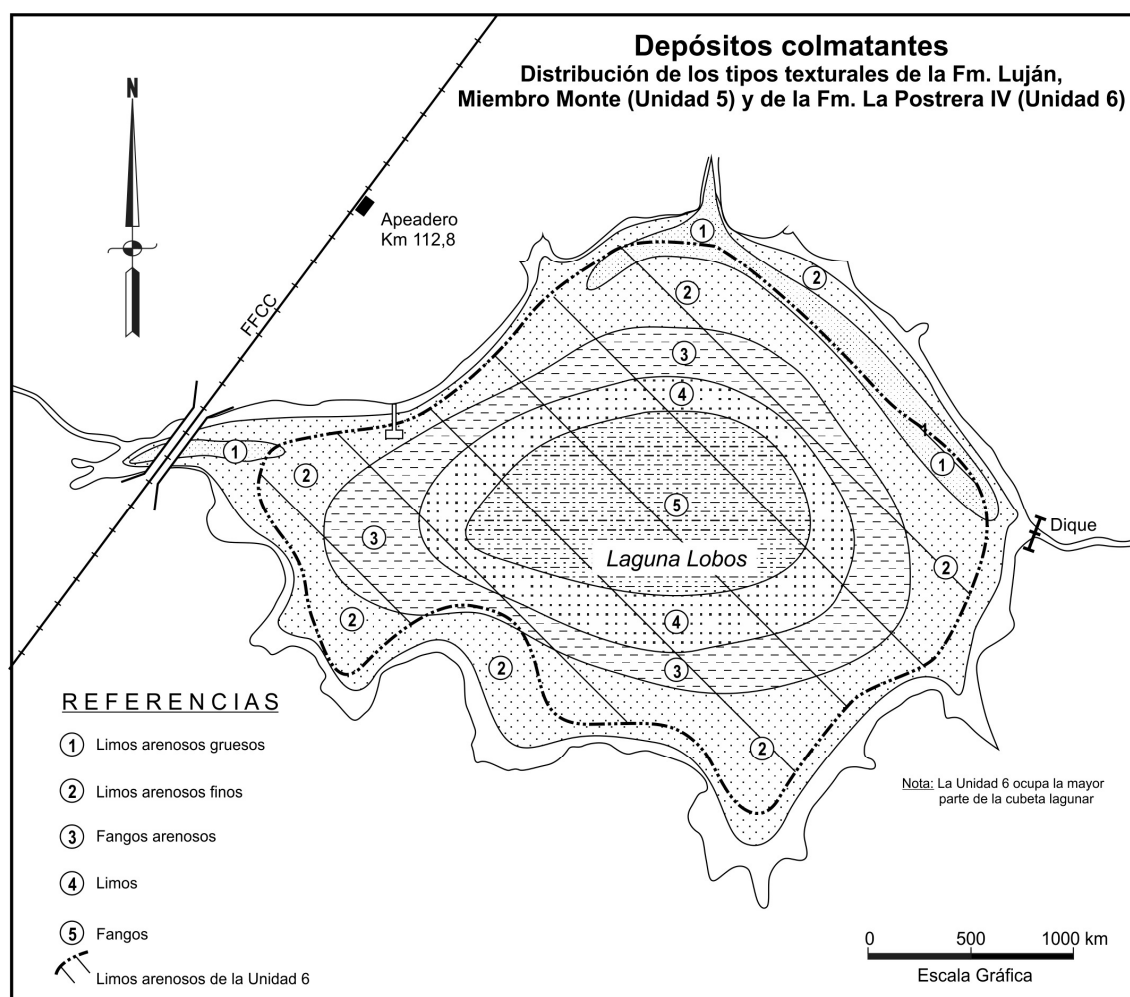 Depósitos colmatantes
Distribución de los tipos texturales de la Fm. Luján,
Miembro Monte (Unidad 5) y de la Fm. La Postrera IV (Unidad 6)
N
Apeadero
Km 112,8
FFCC
1
2
2
3
4
1
1
2
5
3
Dique
Laguna Lobos
2
2
4
2
3
2
REFERENCIAS
1 Limos arenosos gruesos
2 Limos arenosos finos
3 Fangos arenosos
4 Limos
5 Fangos
Limos arenosos de la Unidad 6
Nota: La Unidad 6 ocupa la mayor
parte de la cubeta lagunar
0 500 1000 km
Escala Gráfica